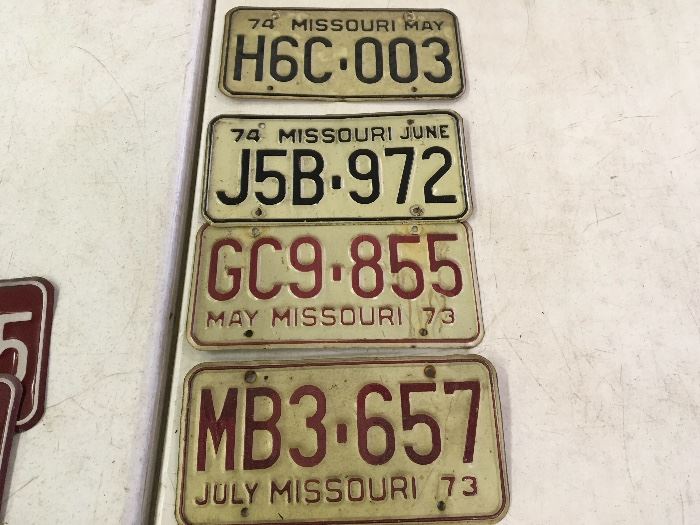 74 MISSOURI MAY
H6C·003
74 MISSOURI JUNE
J5B·972
GC9·855
MAY MISSOURI 73
MB3·657
JULY MISSOURI 73
5